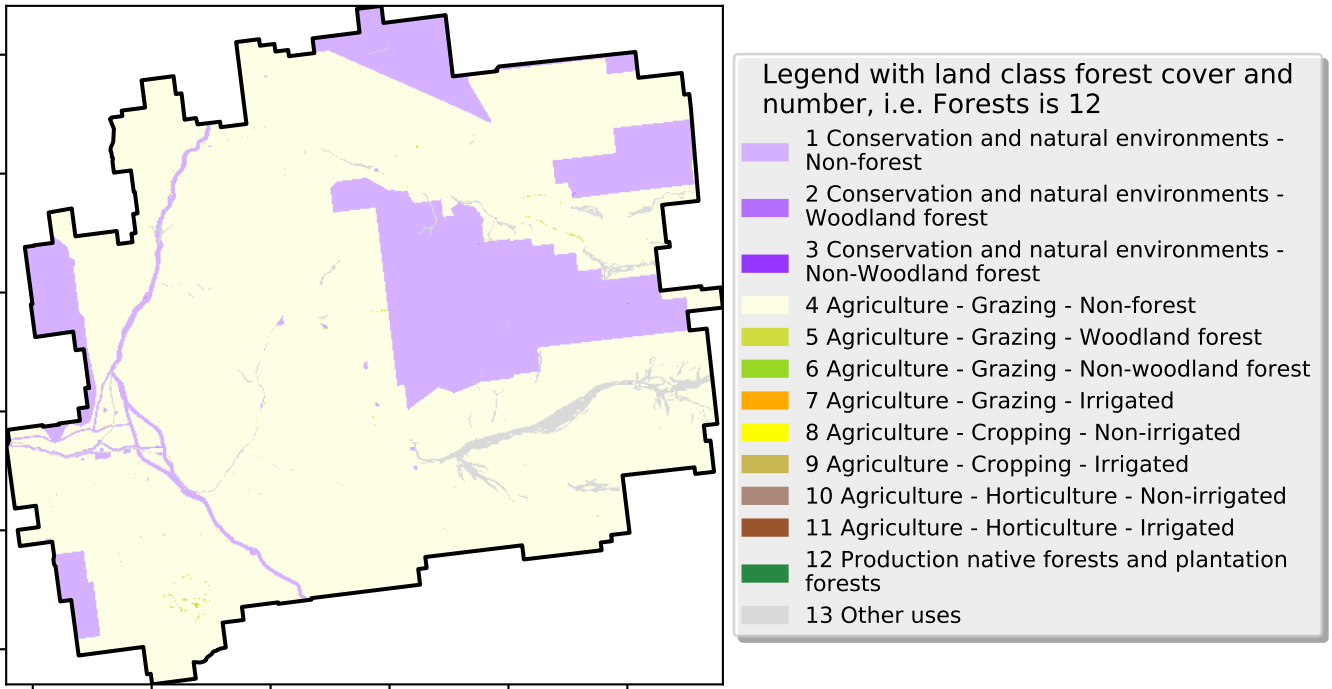 Legend with land class forest cover and
number, i.e. Forests is 12
1 Conservation and natural environments -
Non-forest
2 Conservation and natural environments -
Woodland forest
3 Conservation and natural environments -
Non-Woodland forest
4 Agriculture - Grazing - Non-forest
5 Agriculture - Grazing - Woodland forest
6 Agriculture - Grazing - Non-woodland forest
7 Agriculture - Grazing - Irrigated
8 Agriculture - Cropping - Non-irrigated
9 Agriculture - Cropping - Irrigated
10 Agriculture - Horticulture - Non-irrigated
11 Agriculture - Horticulture - Irrigated
12 Production native forests and plantation
forests
13 Other uses